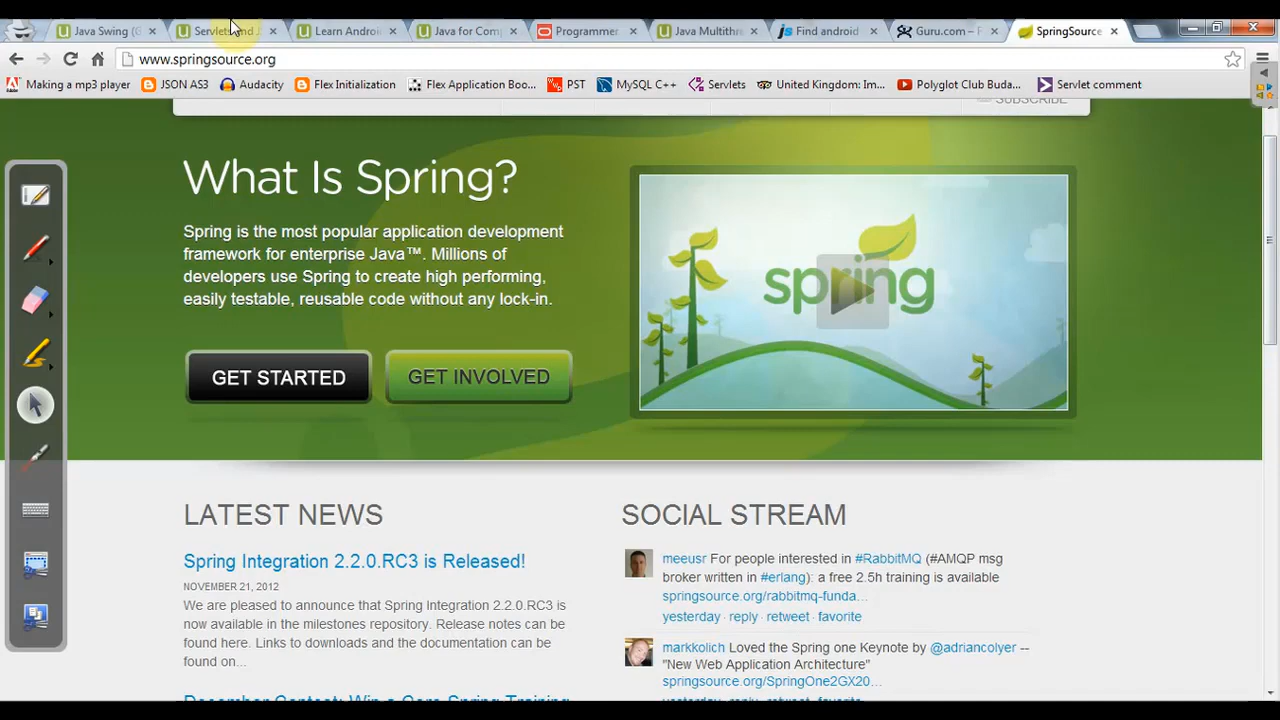 Java Swing (G
Servlets and J
Learn Androi
Java for Com
Programmer
Java Multithr
Find android
Guru.com – F
SpringSource
www.springsource.org
Making a mp3 player
JSON AS3
Audacity
Flex Initialization
Flex Application Boo...
PST
MySQL C++
Servlets
United Kingdom: Im...
Polyglot Club Buda...
Servlet comment
SUBSCRIBE
What Is Spring?
Spring is the most popular application development
framework for enterprise Java™. Millions of
developers use Spring to create high performing,
easily testable, reusable code without any lock-in.
GET STARTED
GET INVOLVED
spring
LATEST NEWS
Spring Integration 2.2.0.RC3 is Released!
NOVEMBER 21, 2012
We are pleased to announce that Spring Integration 2.2.0.RC3 is
now available in the milestones repository. Release notes can be
found here. Links to downloads and the documentation can be
found on...
December Contest: Win a Core Spring Training
SOCIAL STREAM
meeusr For people interested in #RabbitMQ (#AMQP msg
broker written in #erlang): a free 2.5h training is available
springsource.org/rabbitmq-funda...
yesterday · reply · retweet · favorite
markkolich Loved the Spring one Keynote by @adriancolyer --
"New Web Application Architecture"
springsource.org/SpringOne2GX20...
yesterday · reply · retweet · favorite